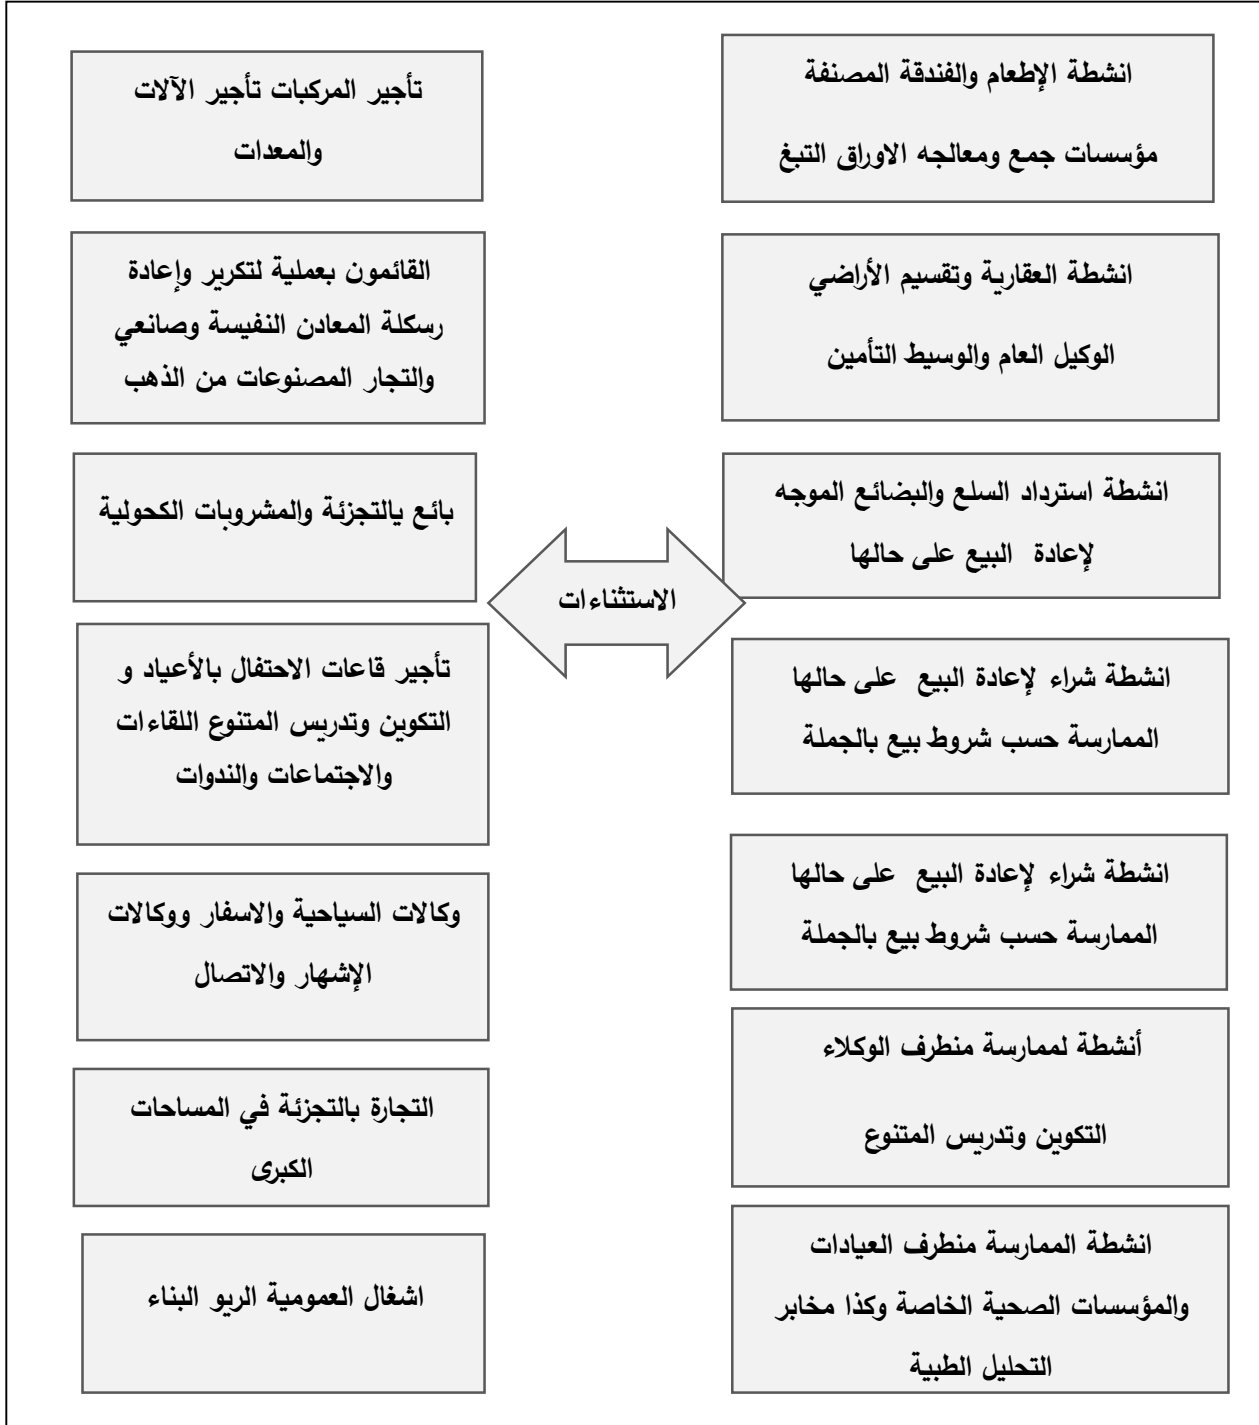 انشطة الإطعام والفندقة المصنفة
مؤسسات جمع ومعالجه الاوراق التبغ
انشطة العقارية وتقسيم الأراضي
الوكيل العام والوسيط التأمين
انشطة استرداد السلع والبضائع الموجه
لإعادة البيع على حالها
انشطة شراء لإعادة البيع على حالها
الممارسة حسب شروط بيع بالجملة
انشطة شراء لإعادة البيع على حالها
الممارسة حسب شروط بيع بالجملة
أنشطة لممارسة منطرف الوكلاء
التكوين وتدريس المتنوع
انشطة الممارسة منطرف العيادات
والمؤسسات الصحية الخاصة وكذا مخابر
التحليل الطبية
الاستثناءات
تأجير المركبات تأجير الآلات
والمعدات
القائمون بعملية لتكرير وإعادة
رسكلة المعادن النفيسة وصانعي
والتجار المصنوعات من الذهب
بائع يالتجزئة والمشروبات الكحولية
تأجير قاعات الاحتفال بالأعياد و
التكوين وتدريس المتنوع اللقاءات
والاجتماعات والندوات
وكالات السياحية والاسفار ووكالات
الإشهار والاتصال
التجارة بالتجزئة في المساحات
الكبرى
اشغال العمومية الريو البناء